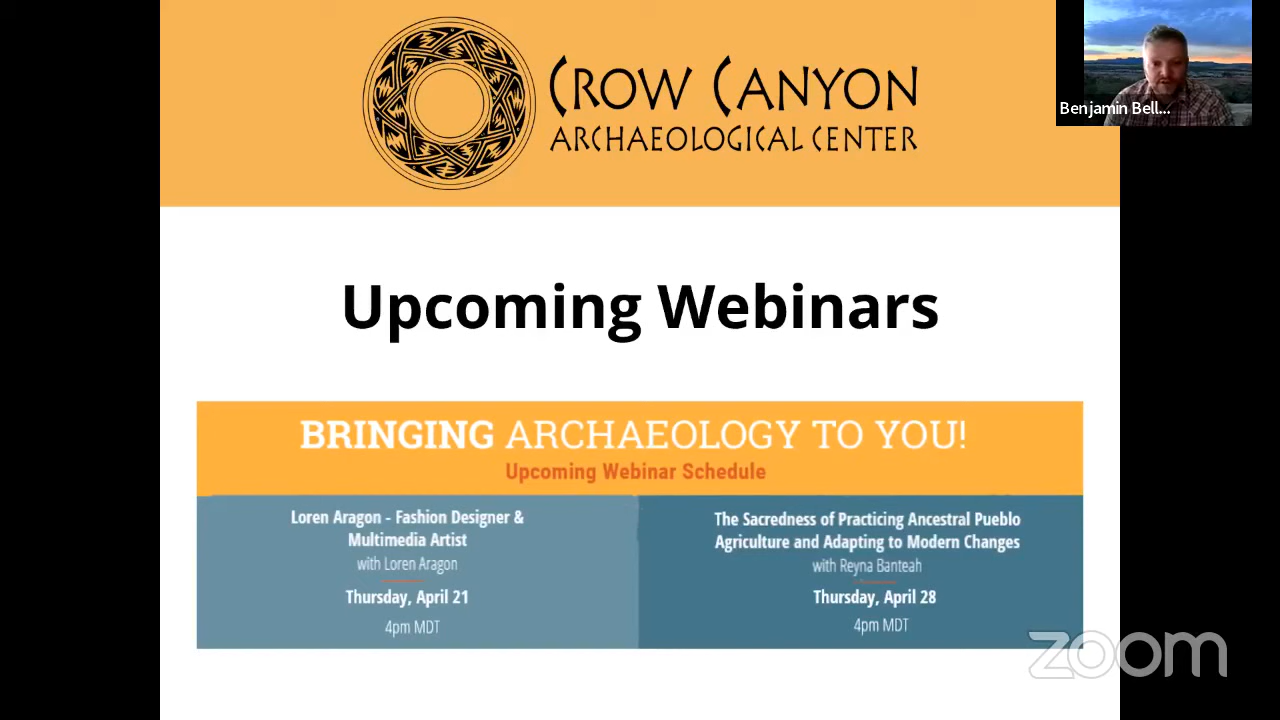 CROW CANYON
ARCHAEOLOGICAL CENTER
Benjamin Bell...
Upcoming Webinars
BRINGING ARCHAEOLOGY TO YOU!
Upcoming Webinar Schedule
Loren Aragon - Fashion Designer &
Multimedia Artist
with Loren Aragon
Thursday, April 21
4pm MDT
The Sacredness of Practicing Ancestral Pueblo
Agriculture and Adapting to Modern Changes
with Reyna Banteah
Thursday, April 28
4pm MDT
zoom